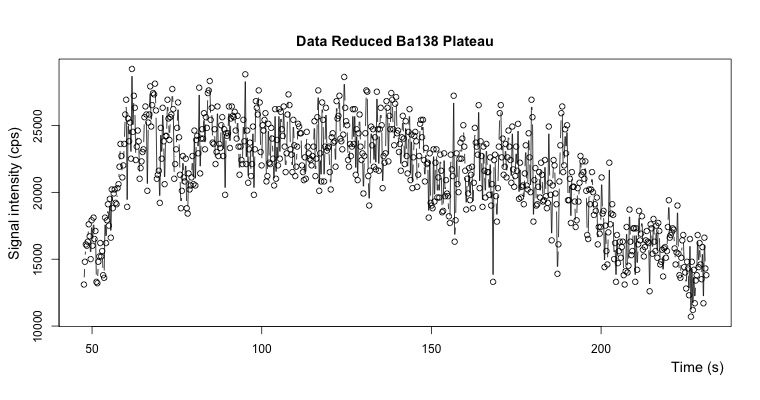 Data Reduced Ba138 Plateau
Signal intensity (cps)
25000
20000
15000
10000
50 100 150 200
Time (s)